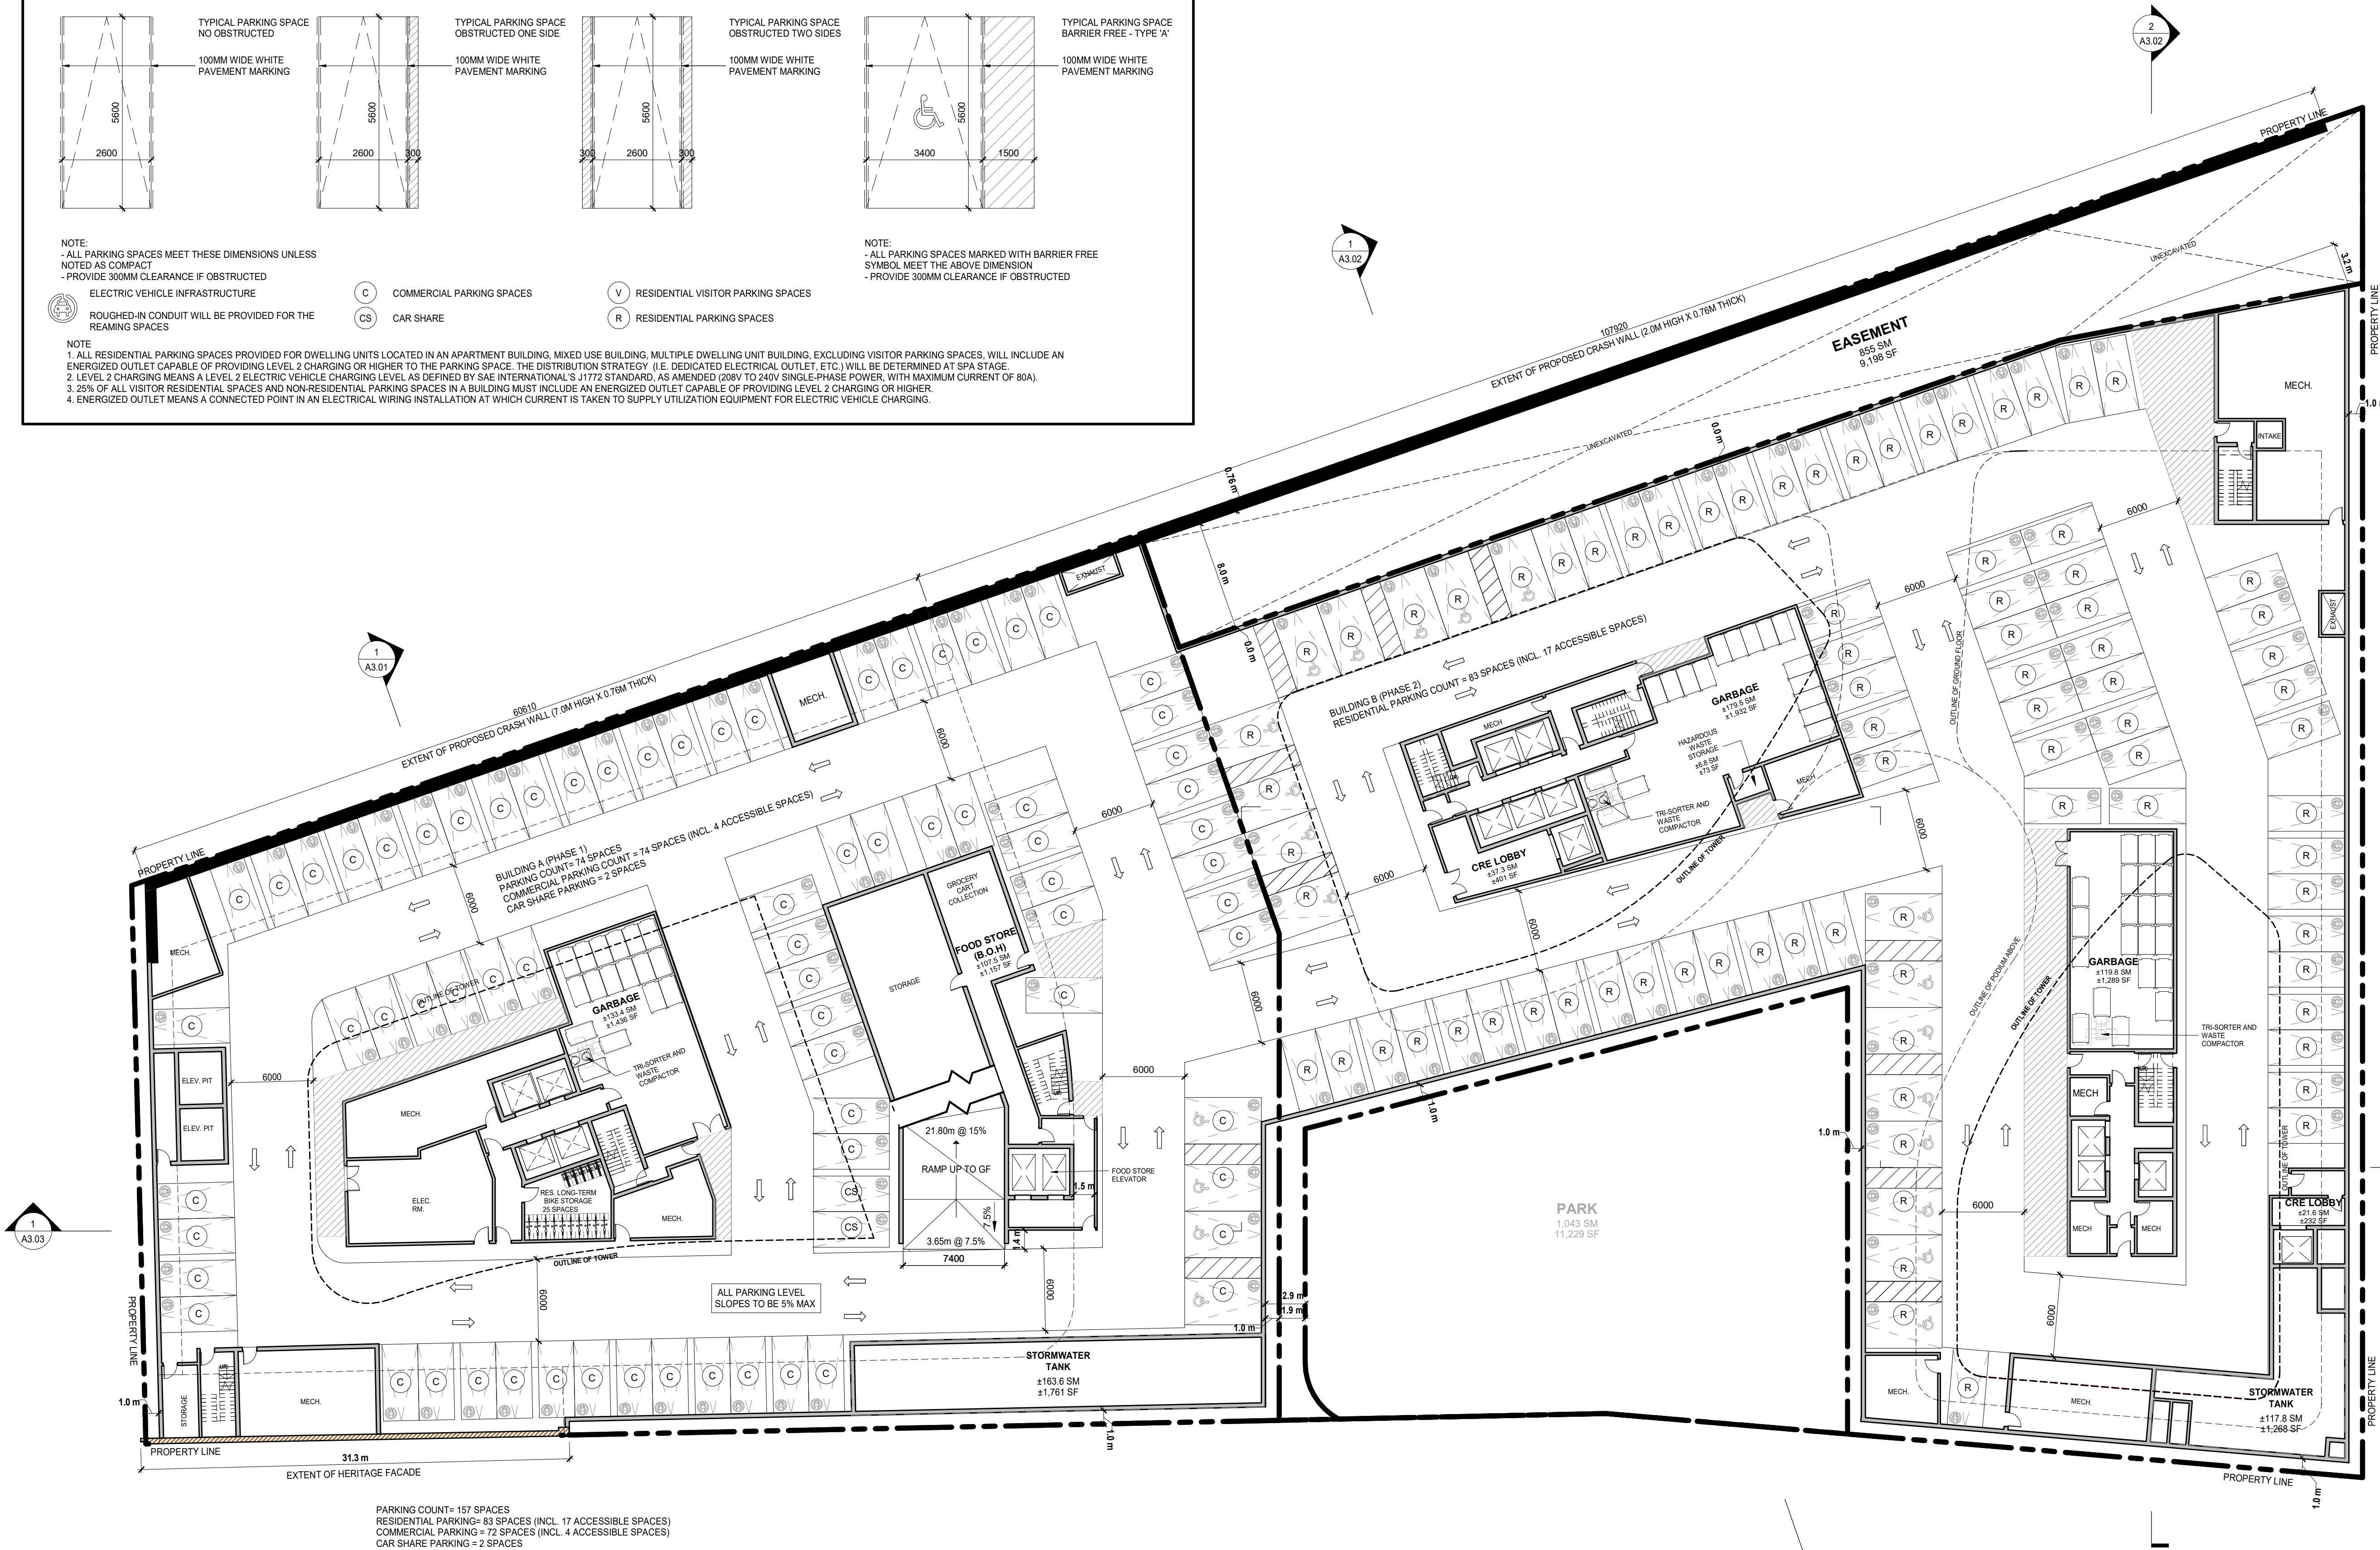 TYPICAL PARKING SPACE
NO OBSTRUCTED
100MM WIDE WHITE
PAVEMENT MARKING
5600
2600
TYPICAL PARKING SPACE
OBSTRUCTED ONE SIDE
100MM WIDE WHITE
PAVEMENT MARKING
5600
2600
300
TYPICAL PARKING SPACE
OBSTRUCTED TWO SIDES
100MM WIDE WHITE
PAVEMENT MARKING
5600
300
2600
300
TYPICAL PARKING SPACE
BARRIER FREE - TYPE 'A'
100MM WIDE WHITE
PAVEMENT MARKING
5600
3400
1500
NOTE:
- ALL PARKING SPACES MEET THESE DIMENSIONS UNLESS
NOTED AS COMPACT
- PROVIDE 300MM CLEARANCE IF OBSTRUCTED
NOTE:
- ALL PARKING SPACES MARKED WITH BARRIER FREE
SYMBOL MEET THE ABOVE DIMENSION
- PROVIDE 300MM CLEARANCE IF OBSTRUCTED
ELECTRIC VEHICLE INFRASTRUCTURE
ROUGHED-IN CONDUIT WILL BE PROVIDED FOR THE
REAMING SPACES
C COMMERCIAL PARKING SPACES
CS CAR SHARE
V RESIDENTIAL VISITOR PARKING SPACES
R RESIDENTIAL PARKING SPACES
NOTE
1. ALL RESIDENTIAL PARKING SPACES PROVIDED FOR DWELLING UNITS LOCATED IN AN APARTMENT BUILDING, MIXED USE BUILDING, MULTIPLE DWELLING UNIT BUILDING, EXCLUDING VISITOR PARKING SPACES, WILL INCLUDE AN
ENERGIZED OUTLET CAPABLE OF PROVIDING LEVEL 2 CHARGING OR HIGHER TO THE PARKING SPACE. THE DISTRIBUTION STRATEGY (I.E. DEDICATED ELECTRICAL OUTLET, ETC.) WILL BE DETERMINED AT SPA STAGE.
2. LEVEL 2 CHARGING MEANS A LEVEL 2 ELECTRIC VEHICLE CHARGING LEVEL AS DEFINED BY SAE INTERNATIONAL'S J1772 STANDARD, AS AMENDED (208V TO 240V SINGLE-PHASE POWER, WITH MAXIMUM CURRENT OF 80A).
3. 25% OF ALL VISITOR RESIDENTIAL SPACES AND NON-RESIDENTIAL PARKING SPACES IN A BUILDING MUST INCLUDE AN ENERGIZED OUTLET CAPABLE OF PROVIDING LEVEL 2 CHARGING OR HIGHER.
4. ENERGIZED OUTLET MEANS A CONNECTED POINT IN AN ELECTRICAL WIRING INSTALLATION AT WHICH CURRENT IS TAKEN TO SUPPLY UTILIZATION EQUIPMENT FOR ELECTRIC VEHICLE CHARGING.
2
A3.02
1
A3.02
1
A3.01
1
A3.03
PROPERTY LINE
107920
EXTENT OF PROPOSED CRASH WALL (2.0M HIGH X 0.76M THICK)
EASEMENT
855 SM
9,198 SF
UNEXCAVATED
3.2 m
PROPERTY LINE
MECH.
1.0
INTAKE
UNEXCAVATED
0.0 m
0.76 m
8.0 m
0.0 m
EXHAUST
60610
EXTENT OF PROPOSED CRASH WALL (7.0M HIGH X 0.76M THICK)
PROPERTY LINE
MECH.
6000
BUILDING A (PHASE 1)
PARKING COUNT= 74 SPACES
COMMERCIAL PARKING COUNT = 74 SPACES (INCL. 4 ACCESSIBLE SPACES)
CAR SHARE PARKING = 2 SPACES
6000
BUILDING B (PHASE 2)
RESIDENTIAL PARKING COUNT = 83 SPACES (INCL. 17 ACCESSIBLE SPACES)
6000
6000
EXHAUST
OUTLINE OF GROUND FLOOR
GARBAGE
±179.5 SM
±1,932 SF
MECH
HAZARDOUS
WASTE
STORAGE
±6.8 SM
±73 SF
MECH
TRI-SORTER AND
WASTE
COMPACTOR
CRE LOBBY
±37.3 SM
±401 SF
OUTLINE OF TOWER
6000
6000
6000
6000
6000
MECH.
OUTLINE OF TOWER
GARBAGE
±133.4 SM
±1,436 SF
TRI-SORTER AND
WASTE
COMPACTOR
GROCERY
CART
COLLECTION
FOOD STORE
(B.O.H)
±107.5 SM
±1,157 SF
STORAGE
ELEV. PIT
ELEV. PIT
6000
MECH.
ELEC.
RM.
RES. LONG-TERM
BIKE STORAGE
25 SPACES
MECH.
OUTLINE OF TOWER
21.80m @ 15%
RAMP UP TO GF
7.5%
3.65m @ 7.5%
7400
1.4 m
1.5 m
FOOD STORE
ELEVATOR
UP
6000
CS
CS
ALL PARKING LEVEL
SLOPES TO BE 5% MAX
6000
6000
2.9 m
1.9 m
1.0 m
1.0 m
PARK
1,043 SM
11,229 SF
1.0 m
6000
OUTLINE OF PODIUM ABOVE
OUTLINE OF TOWER
GARBAGE
±119.8 SM
±1,289 SF
TRI-SORTER AND
WASTE
COMPACTOR
MECH
MECH
MECH
OUTLINE OF TOWER
CRE LOBBY
±21.6 SM
±232 SF
6000
MECH.
MECH.
STORMWATER
TANK
±117.8 SM
±1,268 SF
PROPERTY LINE
PROPERTY LINE
1.0 m
STORMWATER
TANK
±163.6 SM
±1,761 SF
1.0 m
PROPERTY LINE
1.0 m
STORAGE
UP
MECH.
PROPERTY LINE
31.3 m
EXTENT OF HERITAGE FACADE
PARKING COUNT= 157 SPACES
RESIDENTIAL PARKING= 83 SPACES (INCL. 17 ACCESSIBLE SPACES)
COMMERCIAL PARKING = 72 SPACES (INCL. 4 ACCESSIBLE SPACES)
CAR SHARE PARKING = 2 SPACES